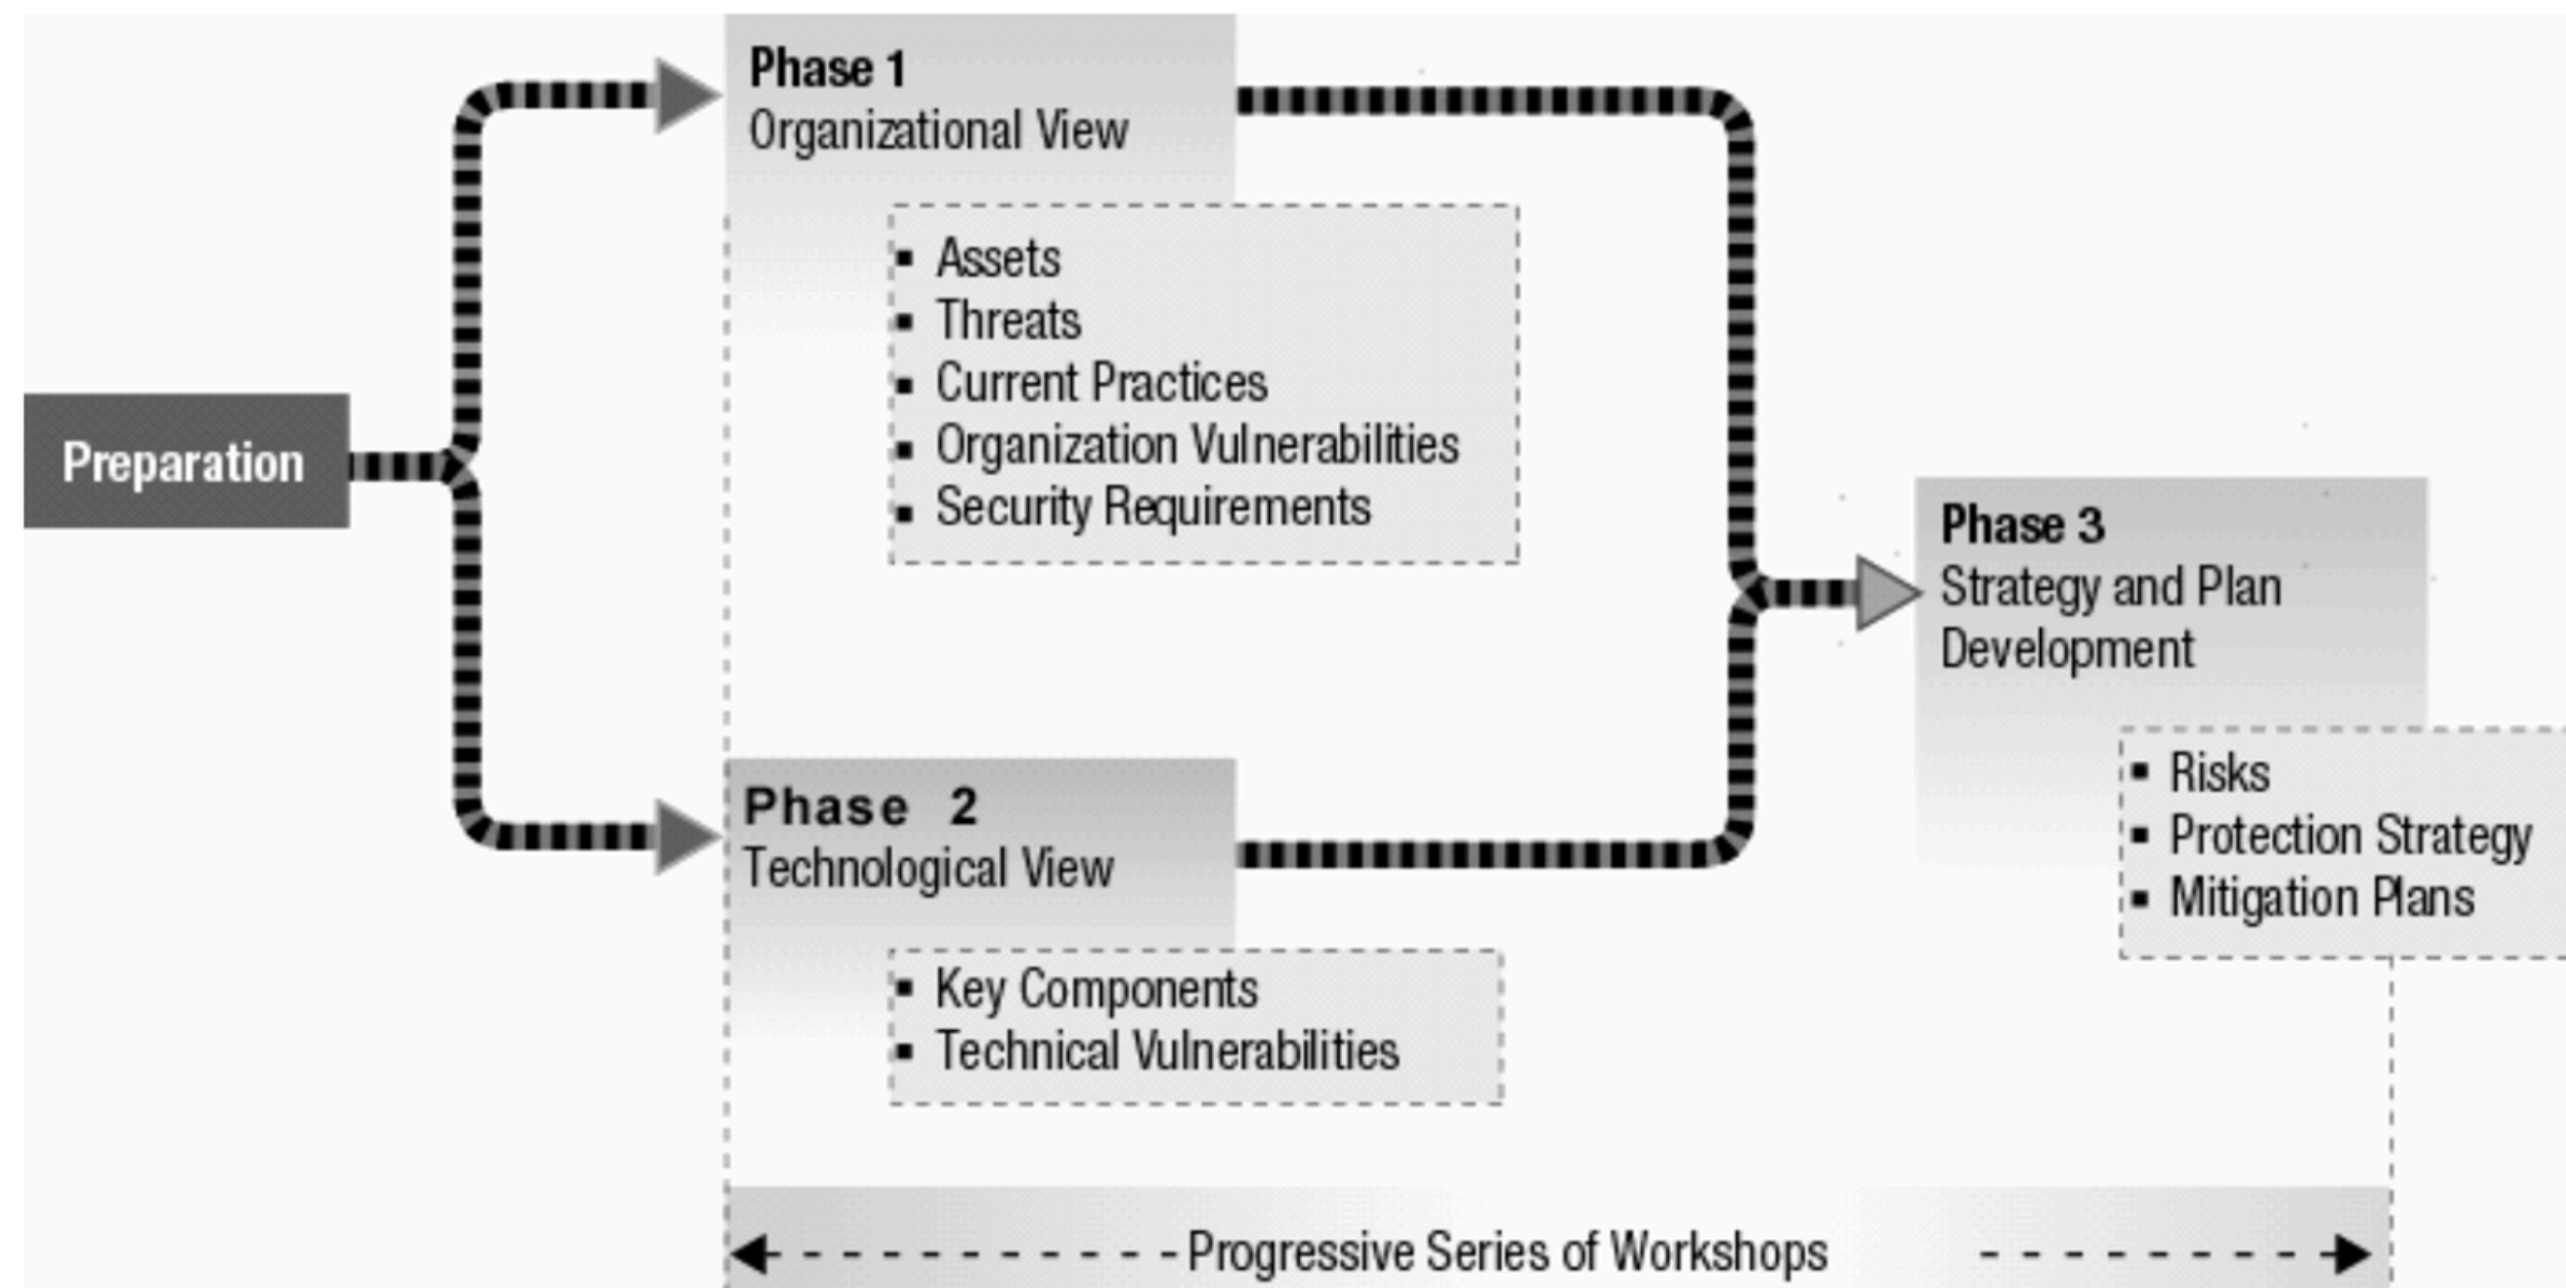 Preparation
Phase 1
Organizational View
▪ Assets
▪ Threats
▪ Current Practices
▪ Organization Vulnerabilities
▪ Security Requirements
Phase 2
Technological View
▪ Key Components
▪ Technical Vulnerabilities
Phase 3
Strategy and Plan
Development
▪ Risks
▪ Protection Strategy
▪ Mitigation Plans
Progressive Series of Workshops